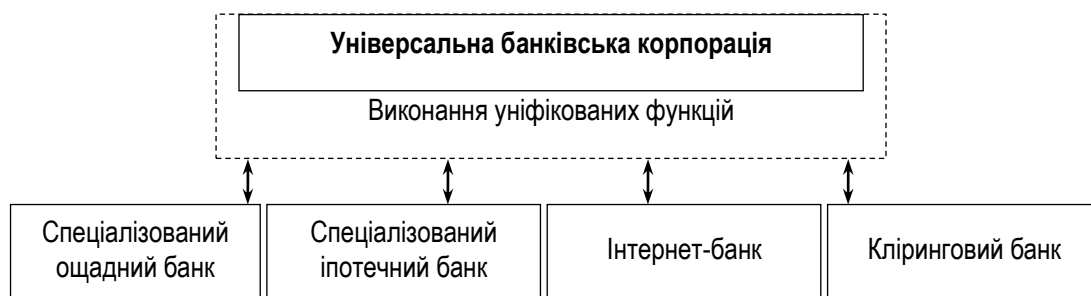 Універсальна банківська корпорація
Виконання уніфікованих функцій
Спеціалізований
ощадний банк
Спеціалізований
іпотечний банк
Інтернет-банк
Кліринговий банк